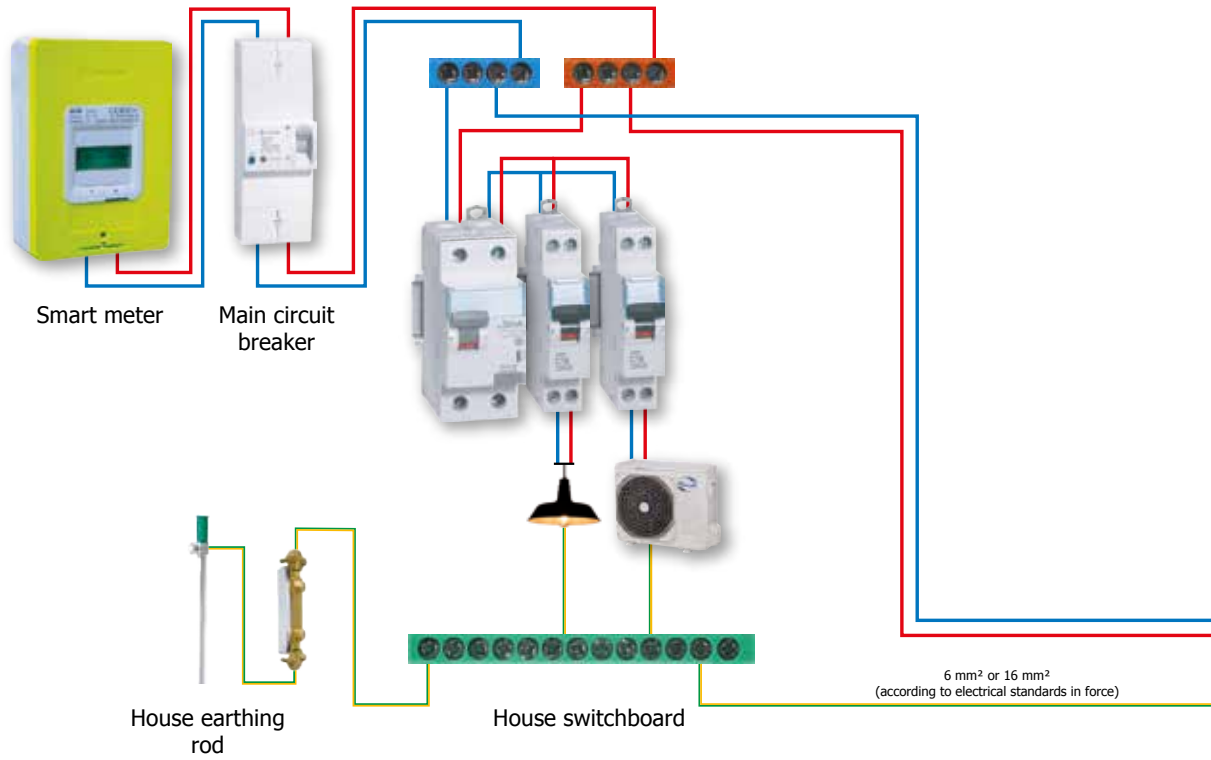 Smart meter
Main circuit
breaker
6 mm² or 16 mm²
(according to electrical standards in force)
House earthing
rod
House switchboard